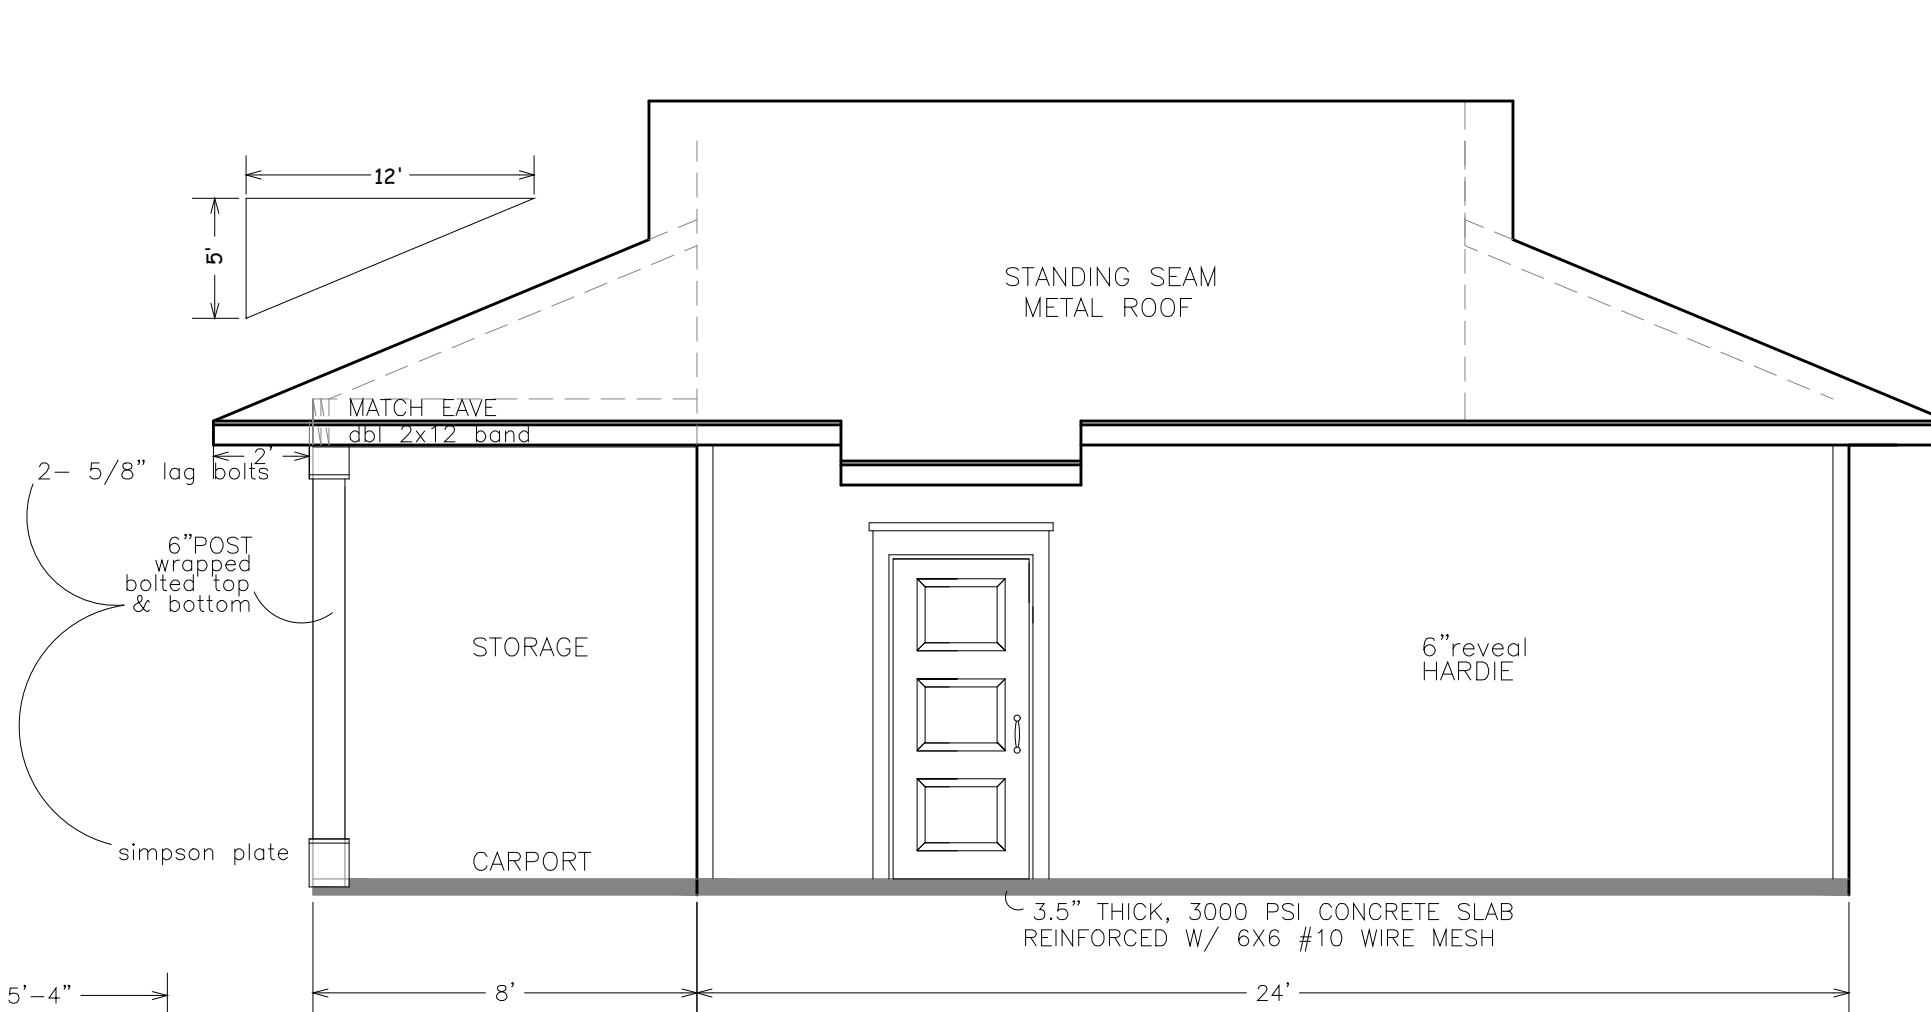 12'
5'
STANDING SEAM
METAL ROOF
MATCH EAVE
dbl 2x12 band
2'
2- 5/8" lag bolts
6"POST
wrapped
bolted top
& bottom
STORAGE
6"reveal
HARDIE
simpson plate
CARPORT
3.5" THICK, 3000 PSI CONCRETE SLAB
REINFORCED W/ 6X6 #10 WIRE MESH
5'-4"
8'
24'